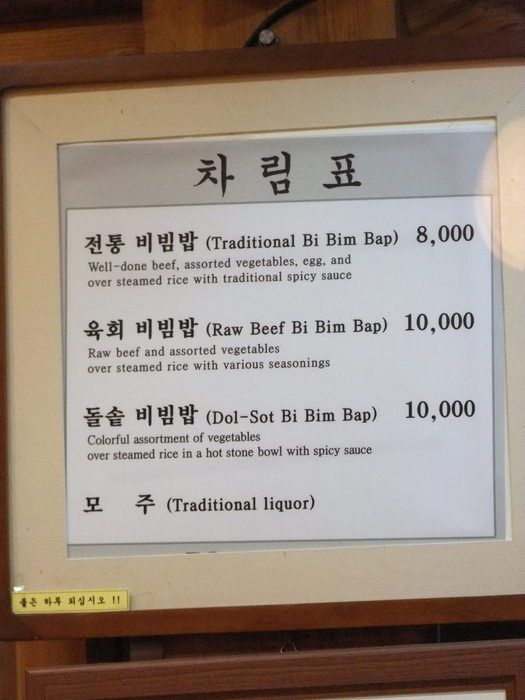 차림표
전통 비빔밥 (Traditional Bi Bim Bap) 8,000
Well-done beef, assorted vegetables, egg, and
over steamed rice with traditional spicy sauce
육회 비빔밥 (Raw Beef Bi Bim Bap) 10,000
Raw beef and assorted vegetables
over steamed rice with various seasonings
돌솥 비빔밥 (Dol-Sot Bi Bim Bap) 10,000
Colorful assortment of vegetables
over steamed rice in a hot stone bowl with spicy sauce
모 주 (Traditional liquor)
좋은 하루 되십시오 !!